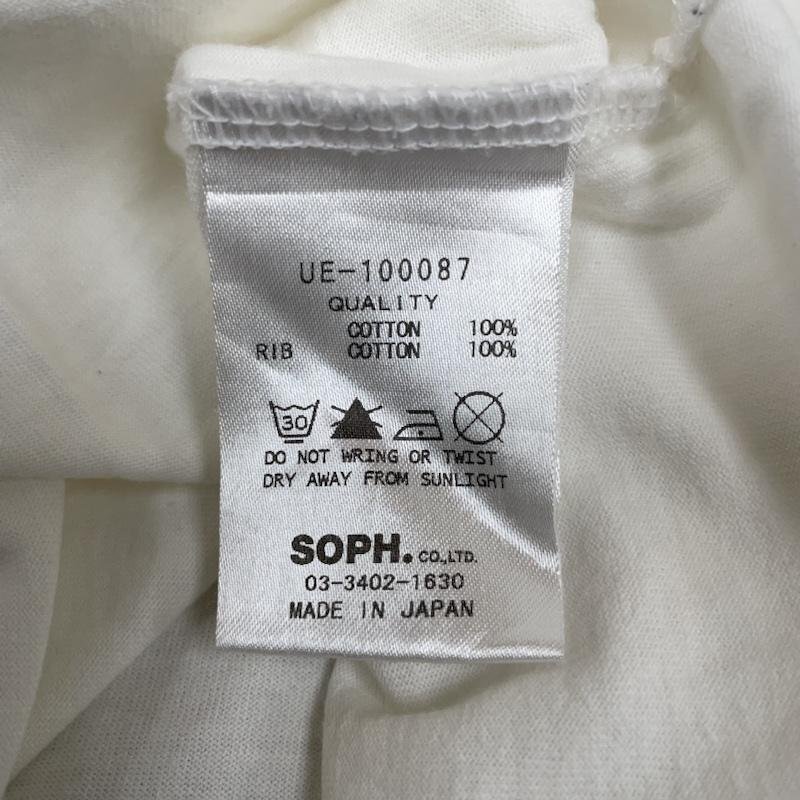 UE-100087
QUALITY
COTTON 100%
RIB COTTON 100%
30
DO NOT WRING OR TWIST
DRY AWAY FROM SUNLIGHT
SOPH. CO.,LTD.
03-3402-1630
MADE IN JAPAN